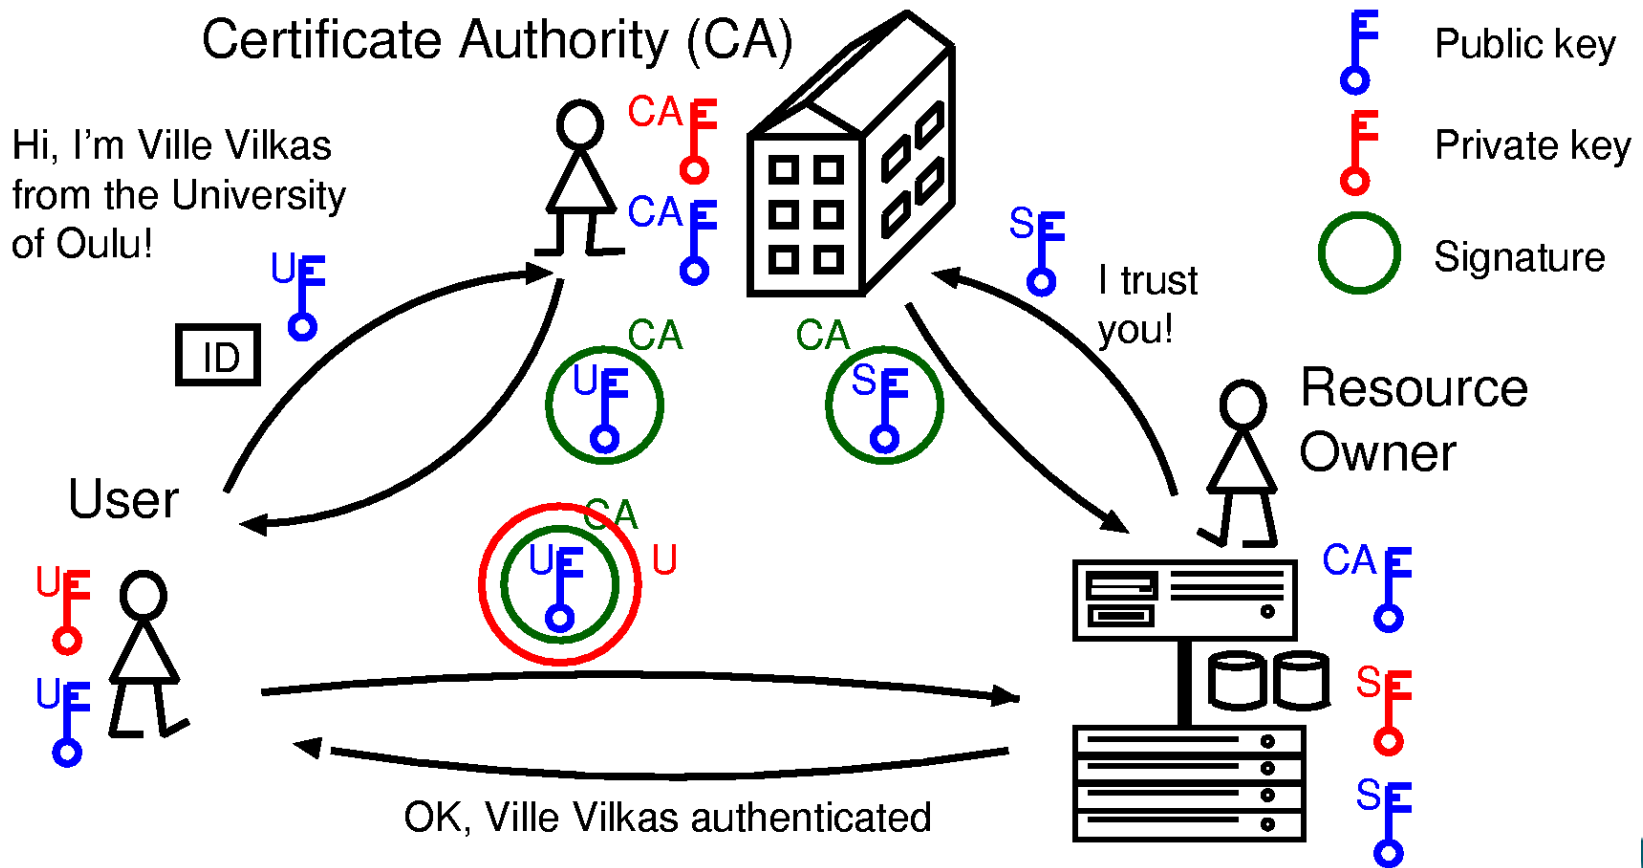 Certificate Authority (CA)
Public key
CA
Hi, I'm Ville Vilkas
from the University
of Oulu!
Private key
CA
S
U
I trust
you!
Signature
ID
CA
CA
U
S
Resource
Owner
User
CA
U
U
CA
U
S
U
S
OK, Ville Vilkas authenticated